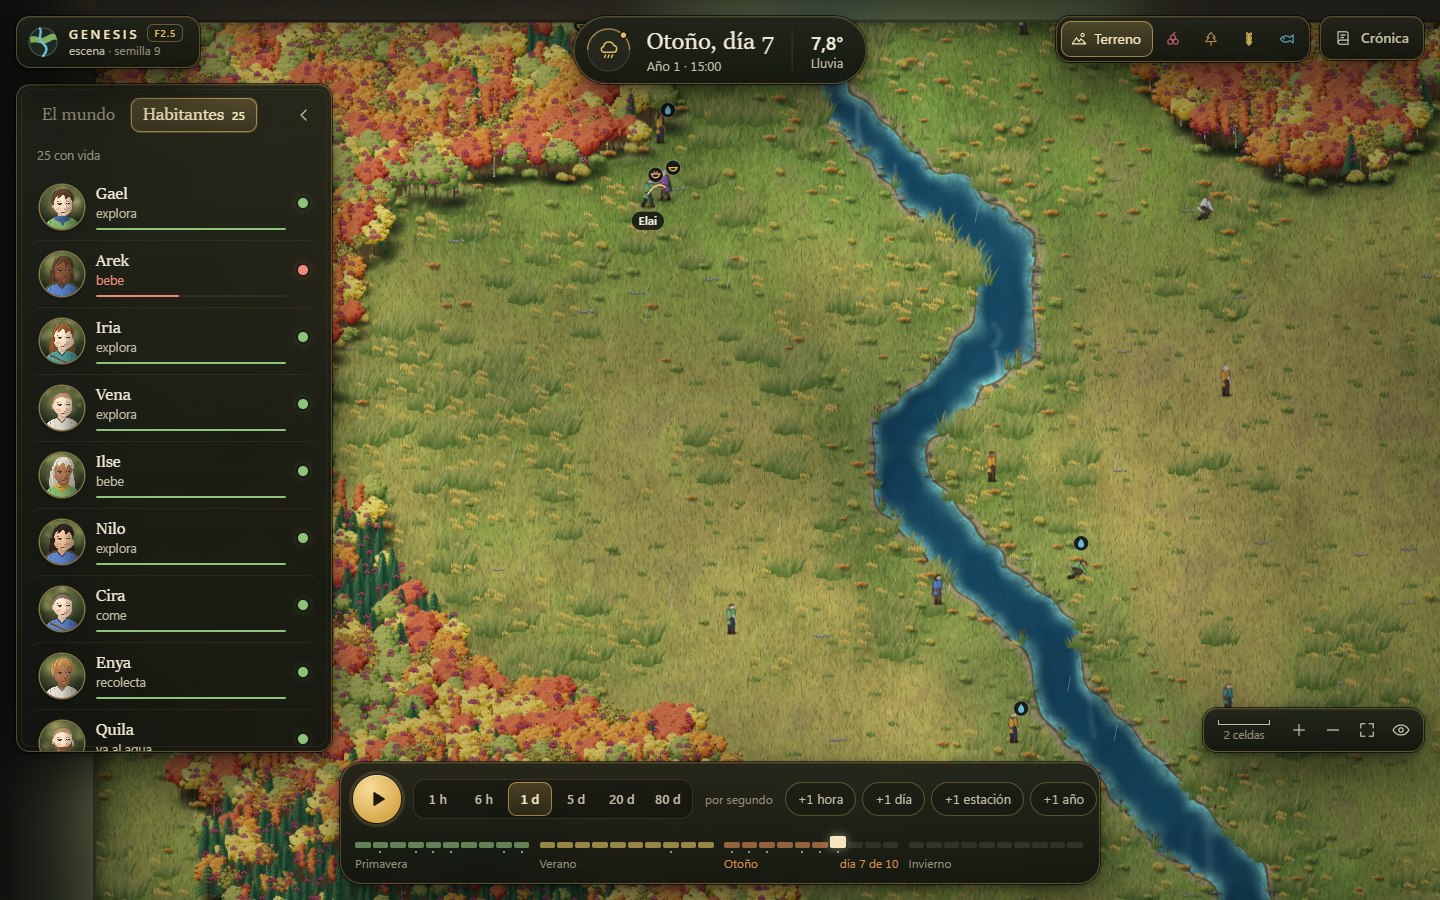 GENESIS F2.5
escena · semilla 9
Otoño, día 7
Año 1 · 15:00
7,8°
Lluvia
Terreno
Crónica
El mundo
Habitantes 25
25 con vida
Gael
explora
Arek
bebe
Iria
explora
Vena
explora
Ilse
bebe
Nilo
explora
Cira
come
Enya
recolecta
Quila
va al agua
Elai
2 celdas
1 h
6 h
1 d
5 d
20 d
80 d
por segundo
+1 hora
+1 día
+1 estación
+1 año
Primavera
Verano
Otoño
día 7 de 10
Invierno